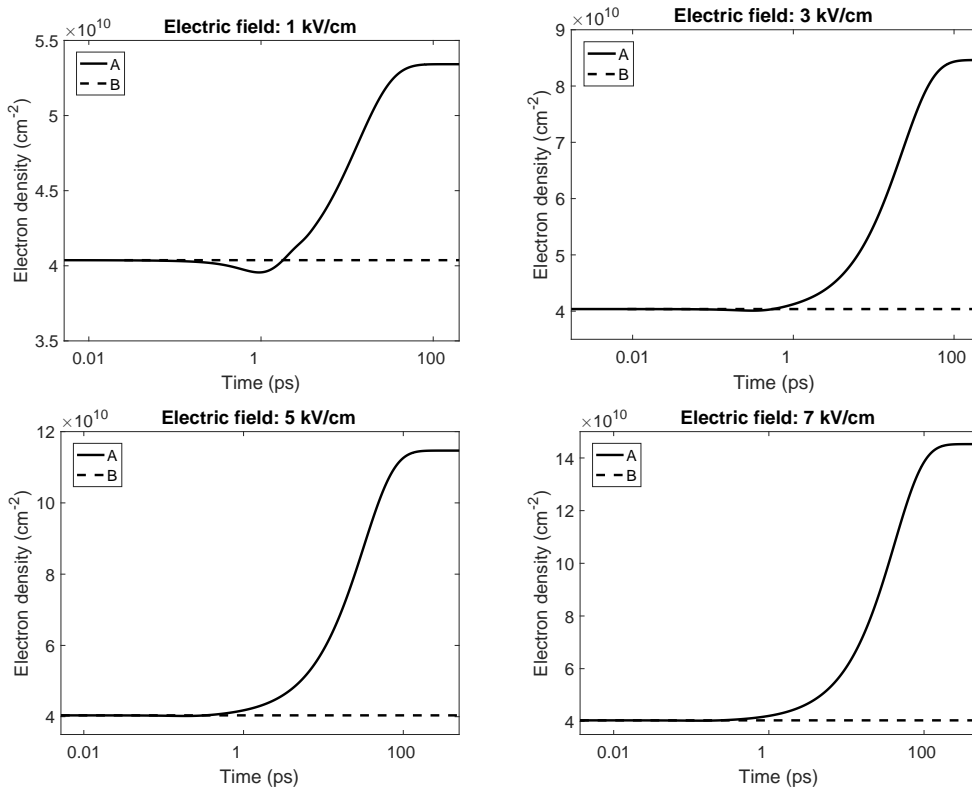 ×10^10
Electric field: 1 kV/cm
5.5
5
4.5
4
3.5
Electron density (cm^-2)
A
B
0.01
1
100
Time (ps)
×10^10
Electric field: 3 kV/cm
9
8
7
6
5
4
Electron density (cm^-2)
A
B
0.01
1
100
Time (ps)
×10^10
Electric field: 5 kV/cm
12
10
8
6
4
Electron density (cm^-2)
A
B
0.01
1
100
Time (ps)
×10^10
Electric field: 7 kV/cm
14
12
10
8
6
4
Electron density (cm^-2)
A
B
0.01
1
100
Time (ps)